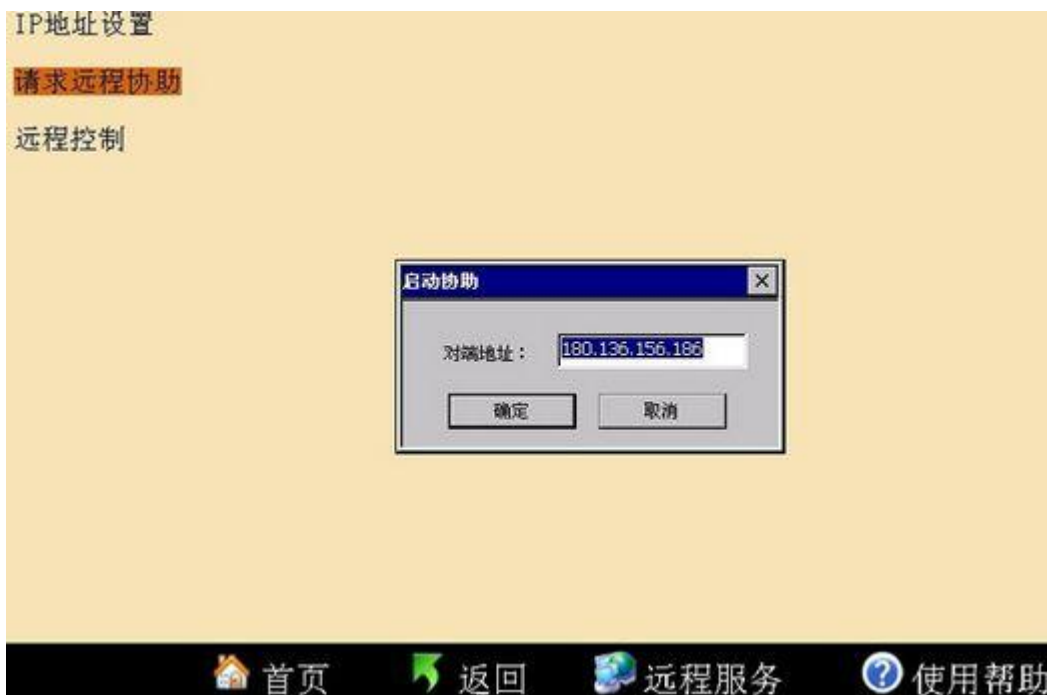 IP地址设置
请求远程协助
远程控制
启动协助
对端地址：
180.136.156.186
确定
取消
首页
返回
远程服务
使用帮助